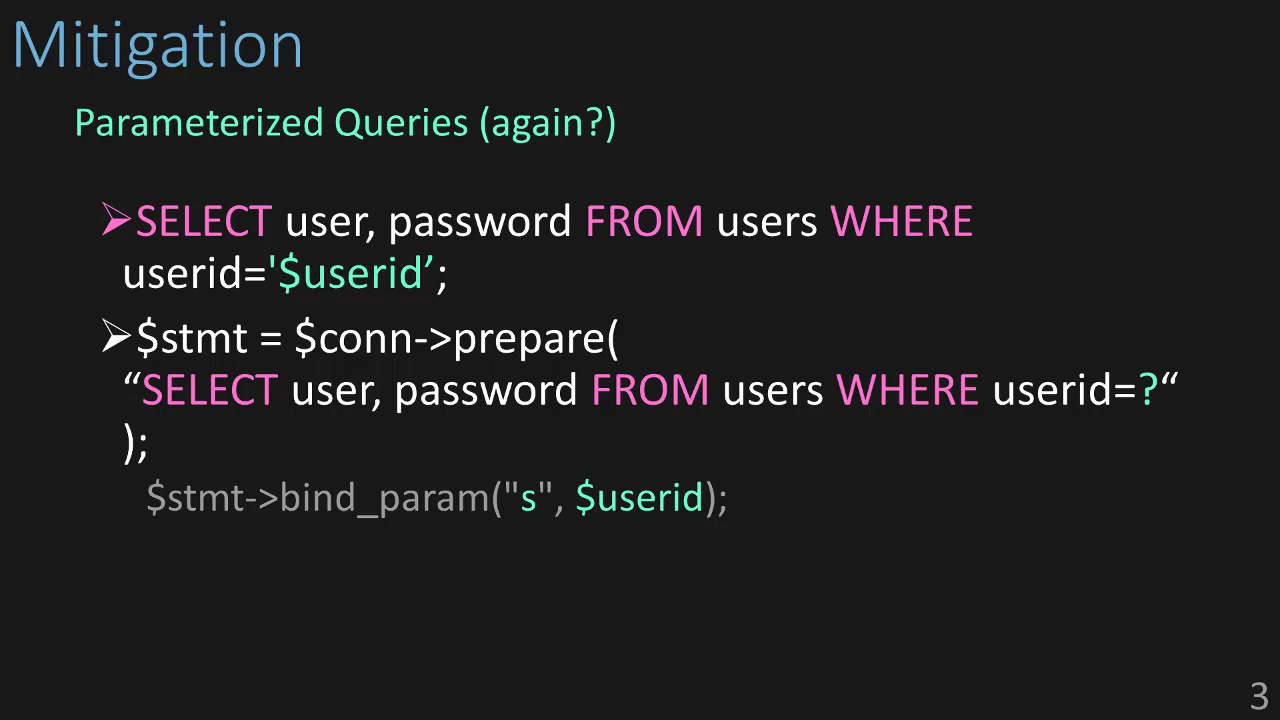 Mitigation
Parameterized Queries (again?)
➢SELECT user, password FROM users WHERE
userid='$userid’;
➢$stmt = $conn->prepare(
“SELECT user, password FROM users WHERE userid=?“
);
$stmt->bind_param("s", $userid);
3